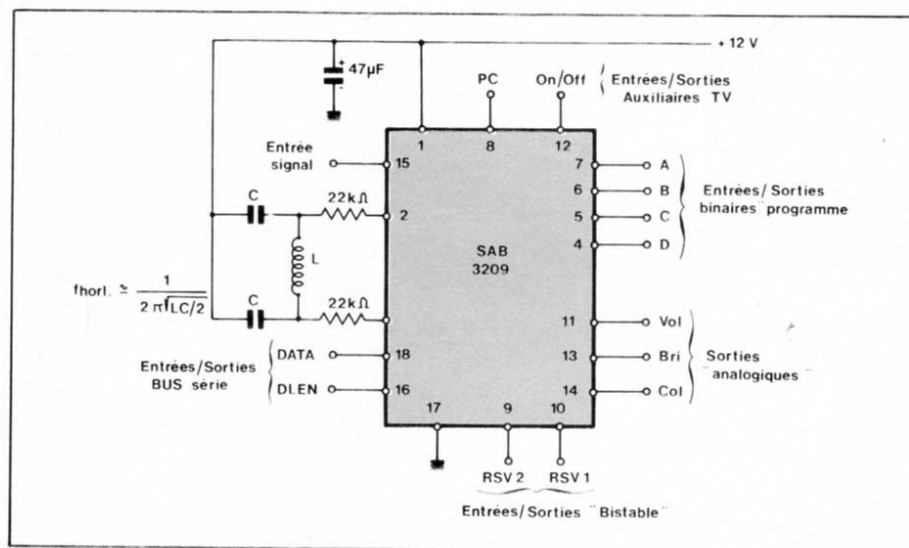 + 12 V
+
47µF
-
PC
On/Off
Entrées/Sorties
Auxiliaires TV
1
8
12
Entrée
signal
15
7
A
6
B
5
C
4
D
Entrées/Sorties
binaires programme
C
22kΩ
2
L
SAB
3209
fhorl. ≃ 1
2 π√LC/2
C
22kΩ
11
Vol
13
Bri
14
Col
Sorties
"analogiques"
Entrées/Sorties
BUS série
DATA
18
DLEN
16
17
9
10
RSV 2
RSV 1
Entrées/Sorties "Bistable"